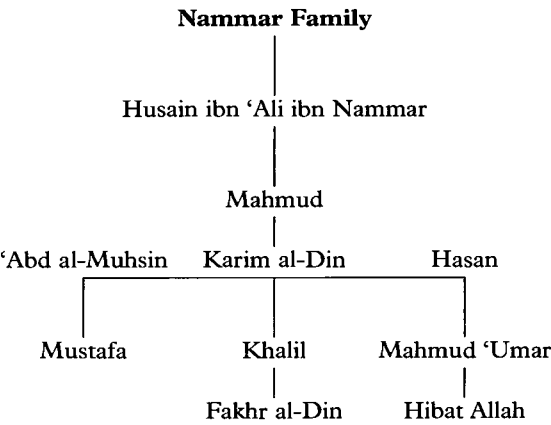 Nammar Family
Husain ibn ‘Ali ibn Nammar
Mahmud
‘Abd al-Muhsin Karim al-Din Hasan
Mustafa Khalil Mahmud ‘Umar
Fakhr al-Din Hibat Allah